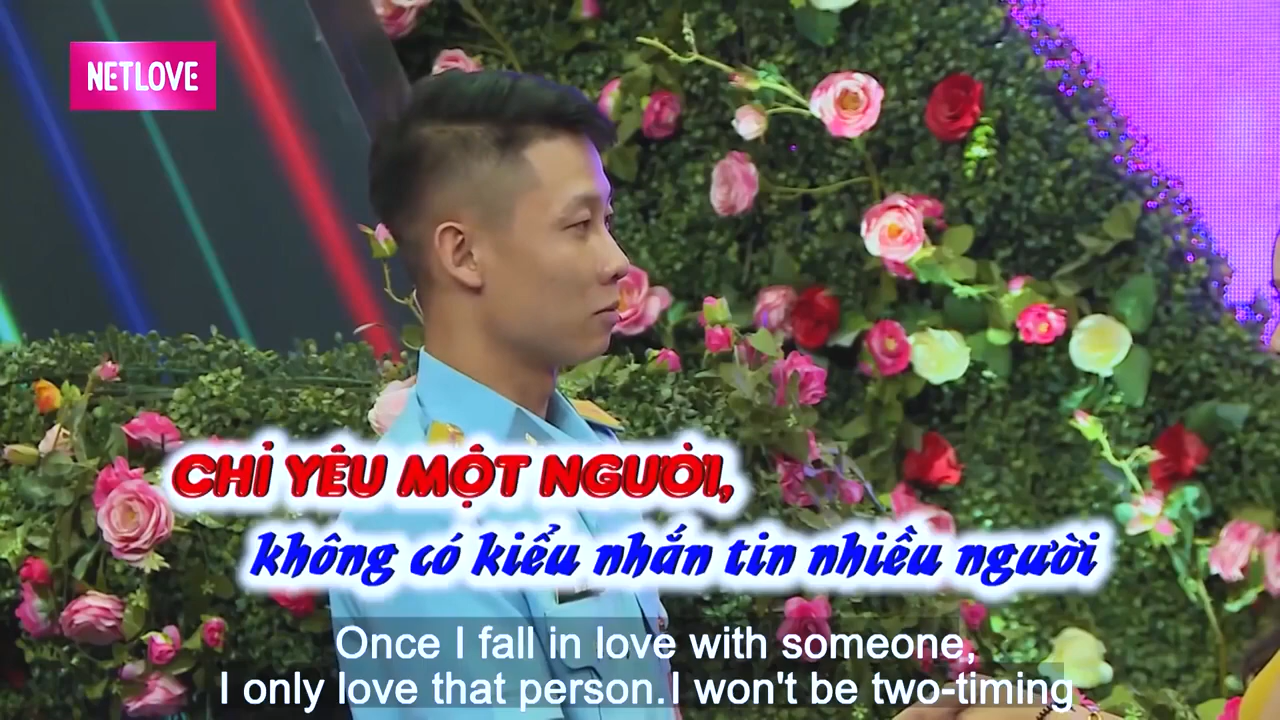 NETLOVE
CHỈ YÊU MỘT NGƯỜI,
không có kiểu nhắn tin nhiều người
Once I fall in love with someone,
I only love that person.I won't be two-timing